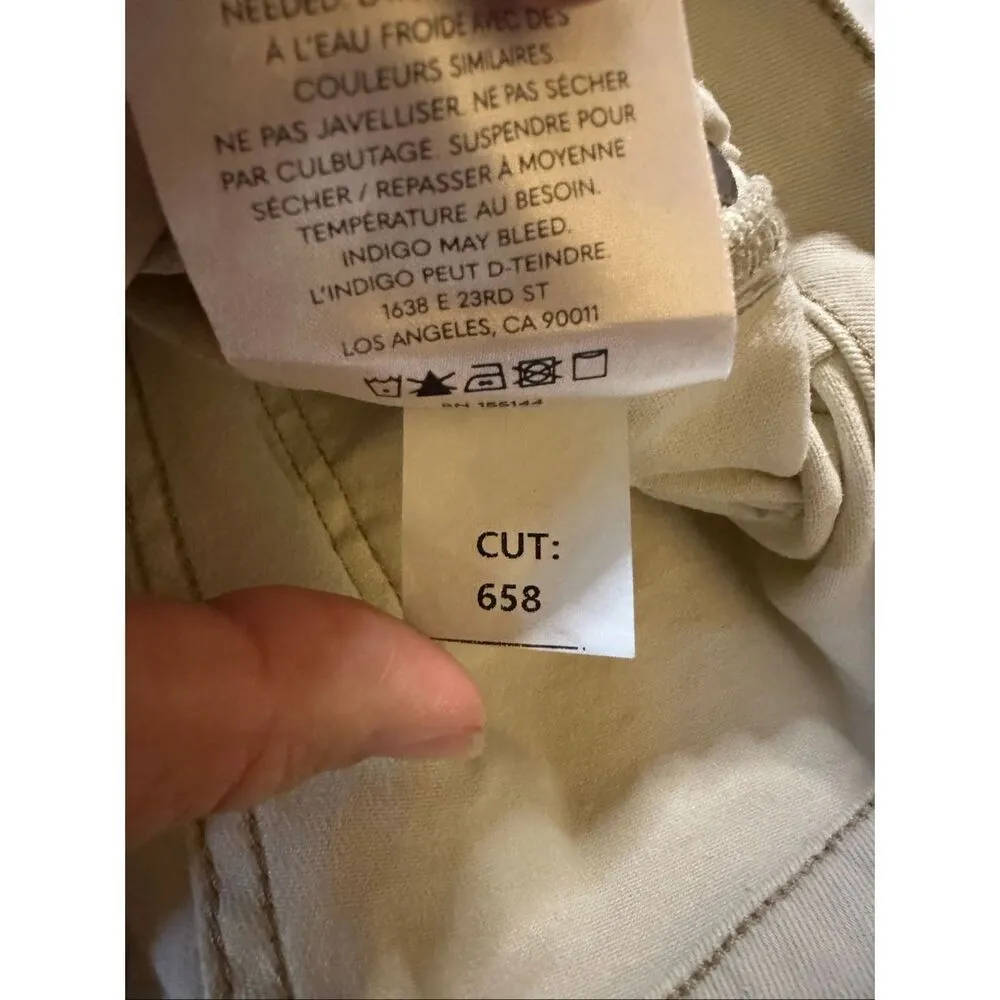 NEEDED.
À L'EAU FROIDE AVEC DES
COULEURS SIMILAIRES
NE PAS JAVELLISER. NE PAS SÉCHER
PAR CULBUTAGE. SUSPENDRE POUR
SÉCHER / REPASSER À MOYENNE
TEMPÉRATURE AU BESOIN.
INDIGO MAY BLEED.
L'INDIGO PEUT D-TEINDRE.
1638 E 23RD ST
LOS ANGELES, CA 90011
CUT:
658